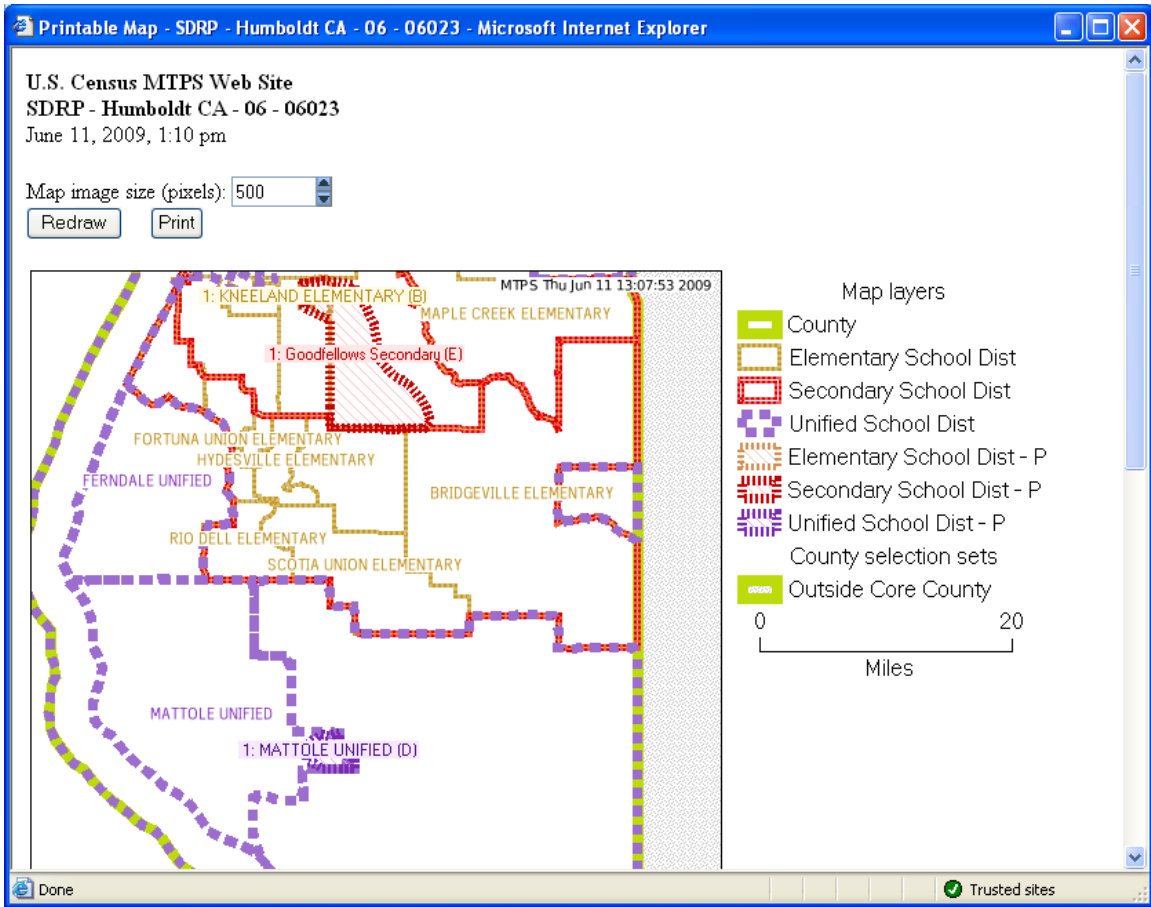 Printable Map - SDRP - Humboldt CA - 06 - 06023 - Microsoft Internet Explorer
U.S. Census MTPS Web Site
SDRP - Humboldt CA - 06 - 06023
June 11, 2009, 1:10 pm
Map image size (pixels): 500
Redraw Print
MTPS Thu Jun 11 13:07:53 2009
1: KNEELAND ELEMENTARY (B)
MAPLE CREEK ELEMENTARY
1: Goodfellows Secondary (E)
FORTUNA UNION ELEMENTARY
HYDESVILLE ELEMENTARY
FERNDALE UNIFIED
BRIDGEVILLE ELEMENTARY
RIO DELL ELEMENTARY
SCOTIA UNION ELEMENTARY
MATTOLE UNIFIED
1: MATTOLE UNIFIED (D)
Map layers
County
Elementary School Dist
Secondary School Dist
Unified School Dist
Elementary School Dist - P
Secondary School Dist - P
Unified School Dist - P
County selection sets
Outside Core County
0 20
Miles
Done
Trusted sites